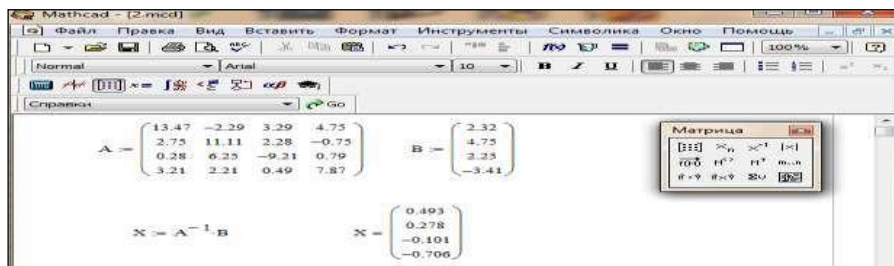 Mathcad - [2.mcd]
Файл Правка Вид Вставить Формат Инструменты Символика Окно Помощь
100%
Normal Arial 10 B I U
αβ
Справки Go
A := ( 13.47 −2.29 3.29 4.75
2.75 11.11 2.28 −0.75
0.28 6.25 −9.21 0.79
3.21 2.21 0.49 7.87 )
B := ( 2.32
4.75
2.25
−3.41 )
Матрица
X := A⁻¹·B
X = ( 0.493
0.278
−0.101
−0.706 )